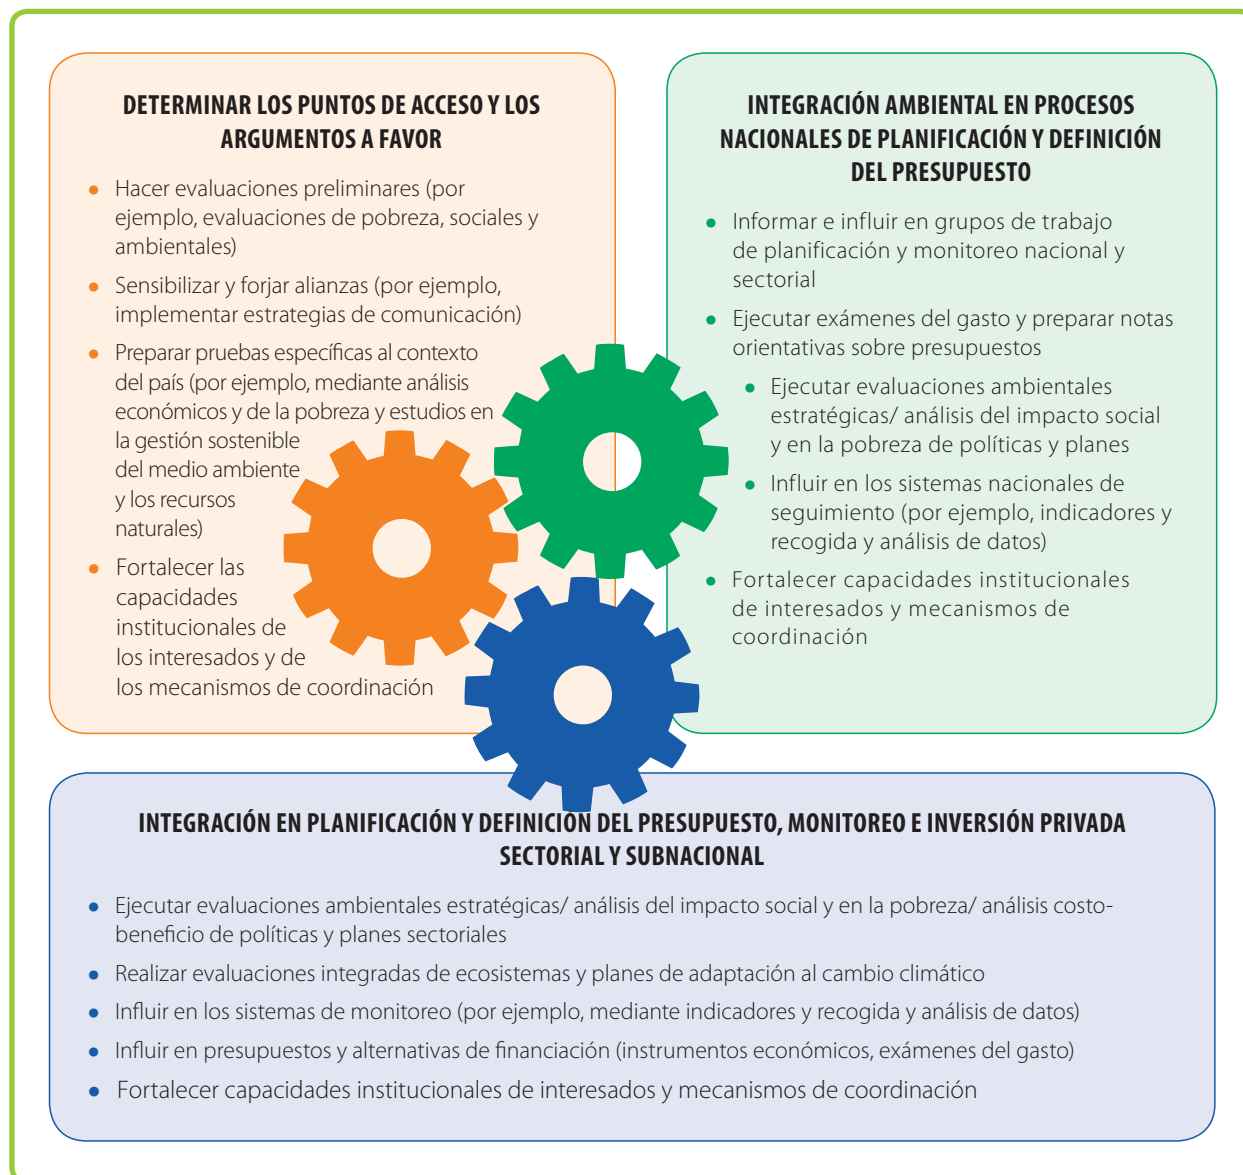 DETERMINAR LOS PUNTOS DE ACCESO Y LOS
ARGUMENTOS A FAVOR
● Hacer evaluaciones preliminares (por
ejemplo, evaluaciones de pobreza, sociales y
ambientales)
● Sensibilizar y forjar alianzas (por ejemplo,
implementar estrategias de comunicación)
● Preparar pruebas específicas al contexto
del país (por ejemplo, mediante análisis
económicos y de la pobreza y estudios en
la gestión sostenible
del medio ambiente
y los recursos
naturales)
● Fortalecer las
capacidades
institucionales de
los interesados y de
los mecanismos de coordinación
INTEGRACIÓN AMBIENTAL EN PROCESOS
NACIONALES DE PLANIFICACIÓN Y DEFINICIÓN
DEL PRESUPUESTO
● Informar e influir en grupos de trabajo
de planificación y monitoreo nacional y
sectorial
● Ejecutar exámenes del gasto y preparar notas
orientativas sobre presupuestos
● Ejecutar evaluaciones ambientales
estratégicas/ análisis del impacto social
y en la pobreza de políticas y planes
● Influir en los sistemas nacionales de
seguimiento (por ejemplo, indicadores y
recogida y análisis de datos)
● Fortalecer capacidades institucionales
de interesados y mecanismos de
coordinación
INTEGRACIÓN EN PLANIFICACIÓN Y DEFINICIÓN DEL PRESUPUESTO, MONITOREO E INVERSIÓN PRIVADA
SECTORIAL Y SUBNACIONAL
● Ejecutar evaluaciones ambientales estratégicas/ análisis del impacto social y en la pobreza/ análisis costo-
beneficio de políticas y planes sectoriales
● Realizar evaluaciones integradas de ecosistemas y planes de adaptación al cambio climático
● Influir en los sistemas de monitoreo (por ejemplo, mediante indicadores y recogida y análisis de datos)
● Influir en presupuestos y alternativas de financiación (instrumentos económicos, exámenes del gasto)
● Fortalecer capacidades institucionales de interesados y mecanismos de coordinación